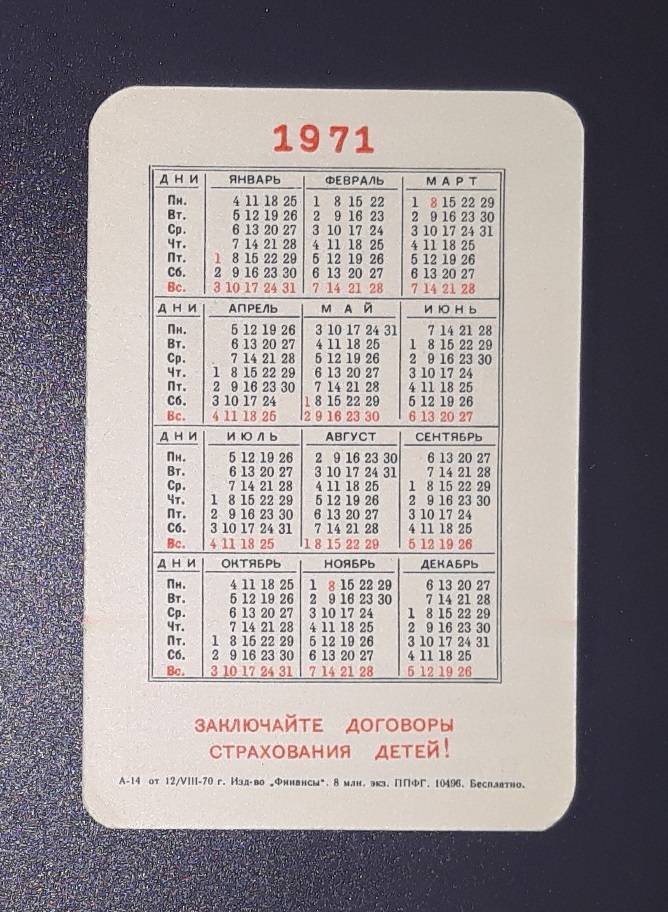 1971
ДНИ ЯНВАРЬ ФЕВРАЛЬ МАРТ
Пн. 4 11 18 25 1 8 15 22 1 8 15 22 29
Вт. 5 12 19 26 2 9 16 23 2 9 16 23 30
Ср. 6 13 20 27 3 10 17 24 3 10 17 24 31
Чт. 7 14 21 28 4 11 18 25 4 11 18 25
Пт. 1 8 15 22 29 5 12 19 26 5 12 19 26
Сб. 2 9 16 23 30 6 13 20 27 6 13 20 27
Вс. 3 10 17 24 31 7 14 21 28 7 14 21 28
ДНИ АПРЕЛЬ МАЙ ИЮНЬ
Пн. 5 12 19 26 3 10 17 24 31 7 14 21 28
Вт. 6 13 20 27 4 11 18 25 1 8 15 22 29
Ср. 7 14 21 28 5 12 19 26 2 9 16 23 30
Чт. 1 8 15 22 29 6 13 20 27 3 10 17 24
Пт. 2 9 16 23 30 7 14 21 28 4 11 18 25
Сб. 3 10 17 24 1 8 15 22 29 5 12 19 26
Вс. 4 11 18 25 2 9 16 23 30 6 13 20 27
ДНИ ИЮЛЬ АВГУСТ СЕНТЯБРЬ
Пн. 5 12 19 26 2 9 16 23 30 6 13 20 27
Вт. 6 13 20 27 3 10 17 24 31 7 14 21 28
Ср. 7 14 21 28 4 11 18 25 1 8 15 22 29
Чт. 1 8 15 22 29 5 12 19 26 2 9 16 23 30
Пт. 2 9 16 23 30 6 13 20 27 3 10 17 24
Сб. 3 10 17 24 31 7 14 21 28 4 11 18 25
Вс. 4 11 18 25 1 8 15 22 29 5 12 19 26
ДНИ ОКТЯБРЬ НОЯБРЬ ДЕКАБРЬ
Пн. 4 11 18 25 1 8 15 22 29 6 13 20 27
Вт. 5 12 19 26 2 9 16 23 30 7 14 21 28
Ср. 6 13 20 27 3 10 17 24 1 8 15 22 29
Чт. 7 14 21 28 4 11 18 25 2 9 16 23 30
Пт. 1 8 15 22 29 5 12 19 26 3 10 17 24 31
Сб. 2 9 16 23 30 6 13 20 27 4 11 18 25
Вс. 3 10 17 24 31 7 14 21 28 5 12 19 26
ЗАКЛЮЧАЙТЕ ДОГОВОРЫ
СТРАХОВАНИЯ ДЕТЕЙ!
А-14 от 12/VIII-70 г. Изд-во „Финансы". 8 млн. экз. ППФГ. 10496. Бесплатно.